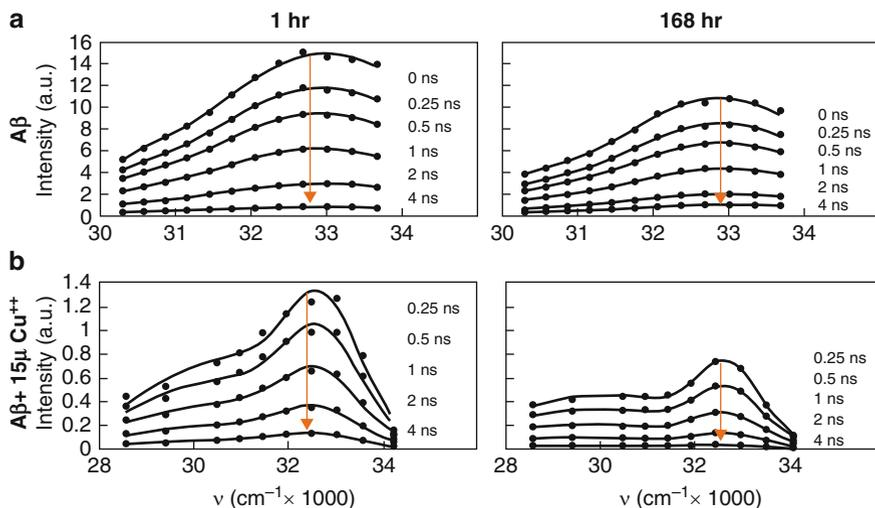 a
1 hr
168 hr
Aβ
Intensity (a.u.)
16
14
12
10
8
6
4
2
0
0 ns
0.25 ns
0.5 ns
1 ns
2 ns
4 ns
30 31 32 33 34
0 ns
0.25 ns
0.5 ns
1 ns
2 ns
4 ns
30 31 32 33 34
b
Aβ+ 15μ Cu++
Intensity (a.u.)
1.4
1.2
1
0.8
0.6
0.4
0.2
0
0.25 ns
0.5 ns
1 ns
2 ns
4 ns
28 30 32 34
ν (cm–1× 1000)
0.25 ns
0.5 ns
1 ns
2 ns
4 ns
28 30 32 34
ν (cm–1× 1000)